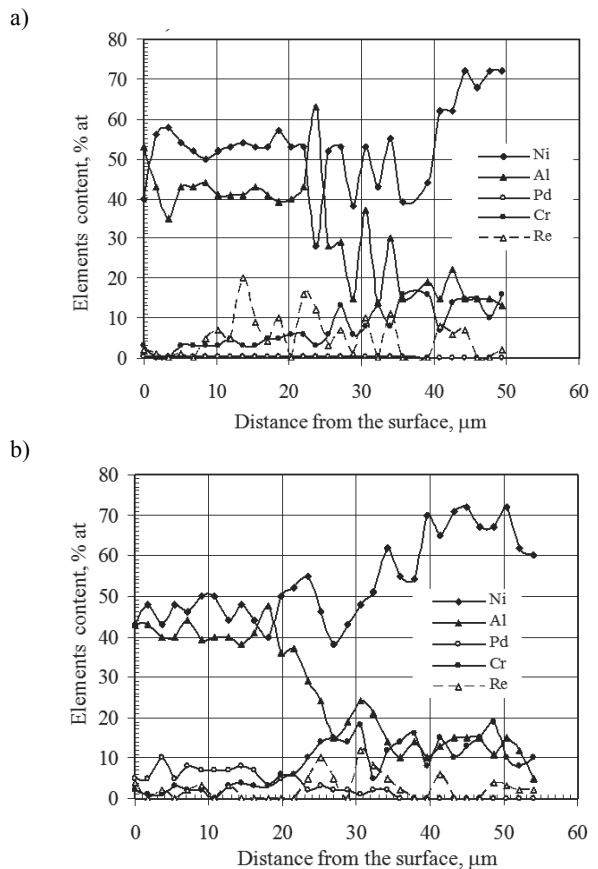 a)
Elements content, % at
80
70
60
50
40
30
20
10
0
Ni
Al
Pd
Cr
Re
0 10 20 30 40 50 60
Distance from the surface, μm
b)
Elements content, % at
80
70
60
50
40
30
20
10
0
Ni
Al
Pd
Cr
Re
0 10 20 30 40 50 60
Distance from the surface, μm